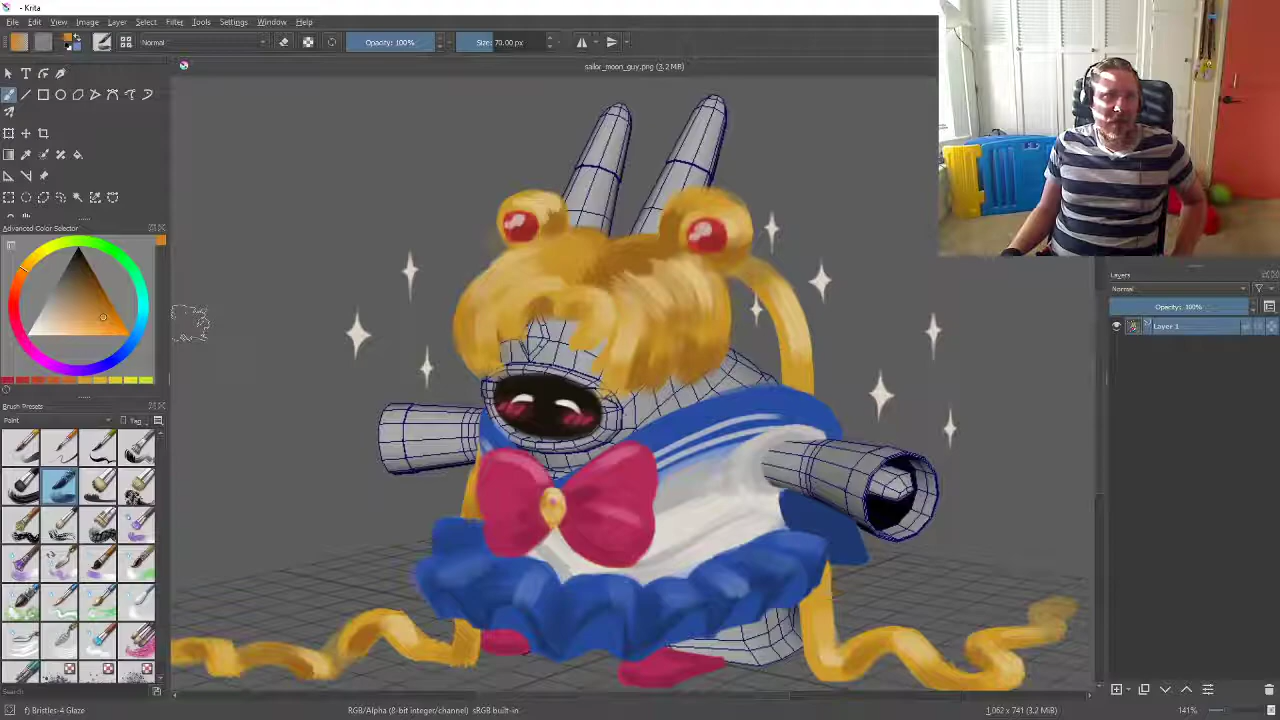 - Krita
File Edit View Image Layer Select Filter Tools Settings Window Help
Normal Opacity: 100% Size: 70.00 px
sailor_moon_guy.png (3.2 MB)
Advanced Color Selector
Layers
Normal
Opacity: 100%
Layer 1
Brush Presets
Paint Tag
Search
f) Bristles-4 Glaze RGB/Alpha (8-bit integer/channel) sRGB built-in 1,062 x 741 (3.2 MiB) 141%